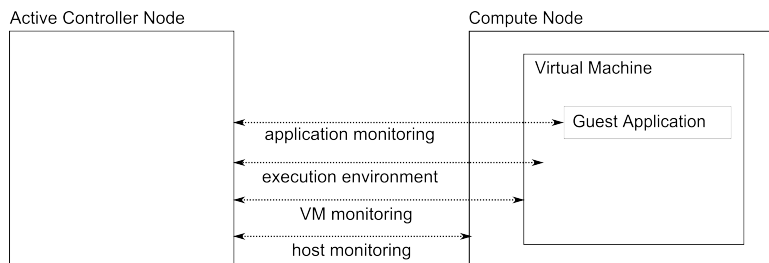 Active Controller Node
Compute Node
Virtual Machine
Guest Application
application monitoring
execution environment
VM monitoring
host monitoring